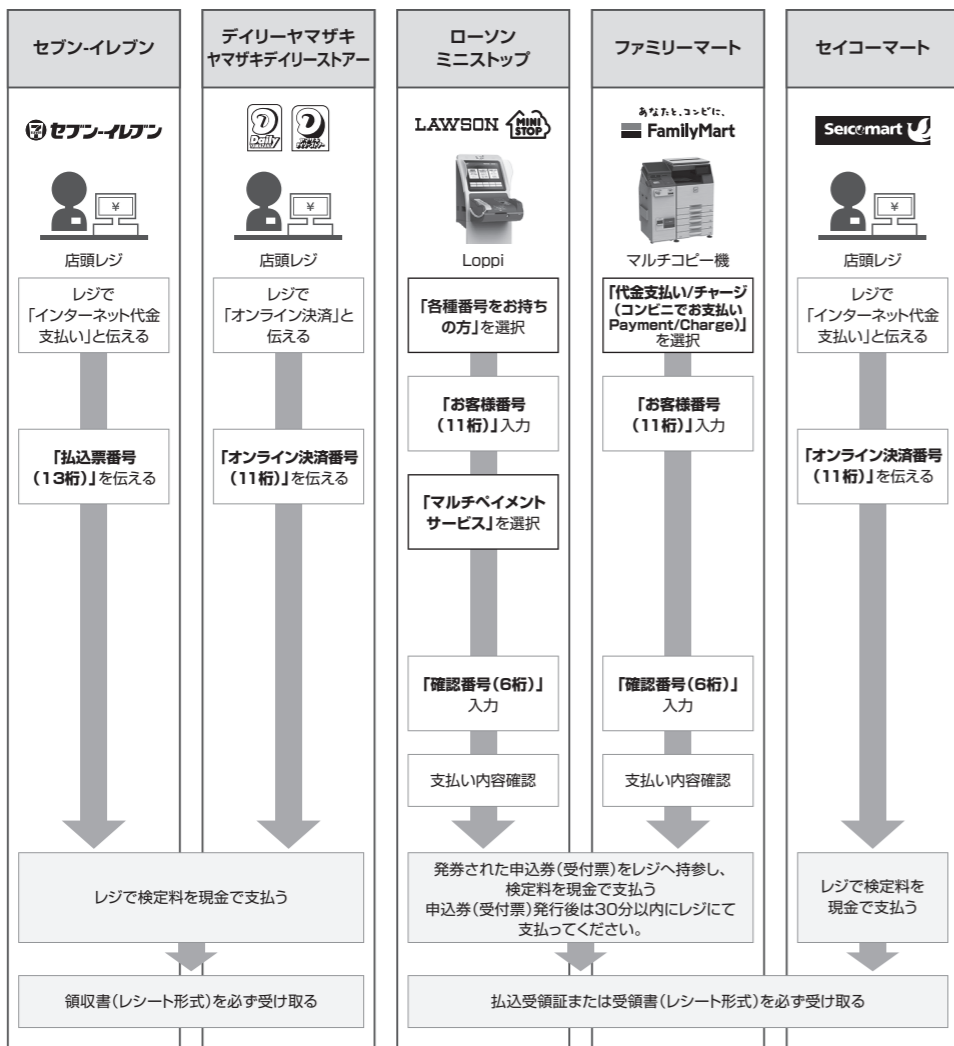 セブン-イレブン
セブン-イレブン
¥
店頭レジ
レジで
「インターネット代金
支払い」と伝える
「払込票番号
(13桁)」を伝える
デイリーヤマザキ
ヤマザキデイリーストアー
Daily
¥
店頭レジ
レジで
「オンライン決済」と
伝える
「オンライン決済番号
(11桁)」を伝える
レジで検定料を現金で支払う
領収書(レシート形式)を必ず受け取る
ローソン
ミニストップ
LAWSON
MINI
STOP
Loppi
「各種番号をお持ち
の方」を選択
「お客様番号
(11桁)」入力
「マルチペイメント
サービス」を選択
「確認番号(6桁)」
入力
支払い内容確認
ファミリーマート
あなたと、コンビに、
FamilyMart
マルチコピー機
「代金支払い/チャージ
(コンビニでお支払い
Payment/Charge)」
を選択
「お客様番号
(11桁)」入力
「確認番号(6桁)」
入力
支払い内容確認
発券された申込券(受付票)をレジへ持参し、
検定料を現金で支払う
申込券(受付票)発行後は30分以内にレジにて
支払ってください。
セイコーマート
Seicomart
¥
店頭レジ
レジで
「インターネット代金
支払い」と伝える
「オンライン決済番号
(11桁)」を伝える
レジで検定料を
現金で支払う
払込受領証または受領書(レシート形式)を必ず受け取る